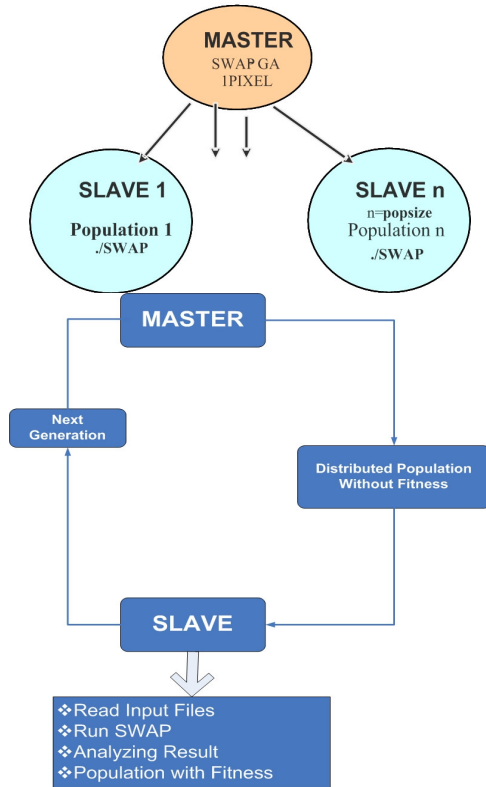 MASTER
SWAP GA
1PIXEL
SLAVE 1
Population 1
./SWAP
SLAVE n
n=popsize
Population n
./SWAP
MASTER
Next
Generation
Distributed Population
Without Fitness
SLAVE
❖Read Input Files
❖Run SWAP
❖Analyzing Result
❖Population with Fitness